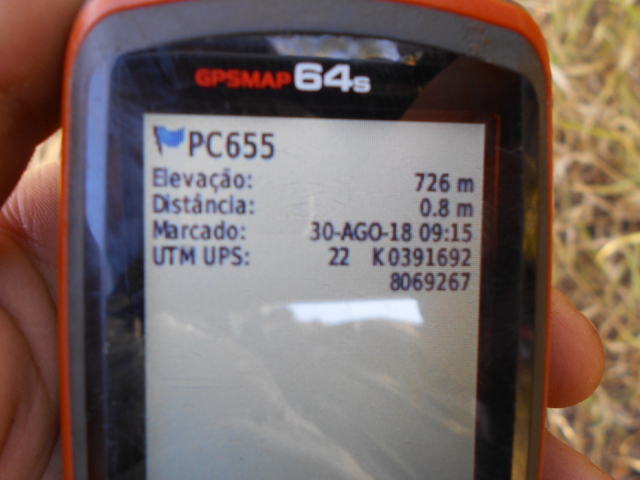 GPSMAP 64s
PC655
Elevação: 726 m
Distância: 0.8 m
Marcado: 30-AGO-18 09:15
UTM UPS: 22 K 0391692
8069267